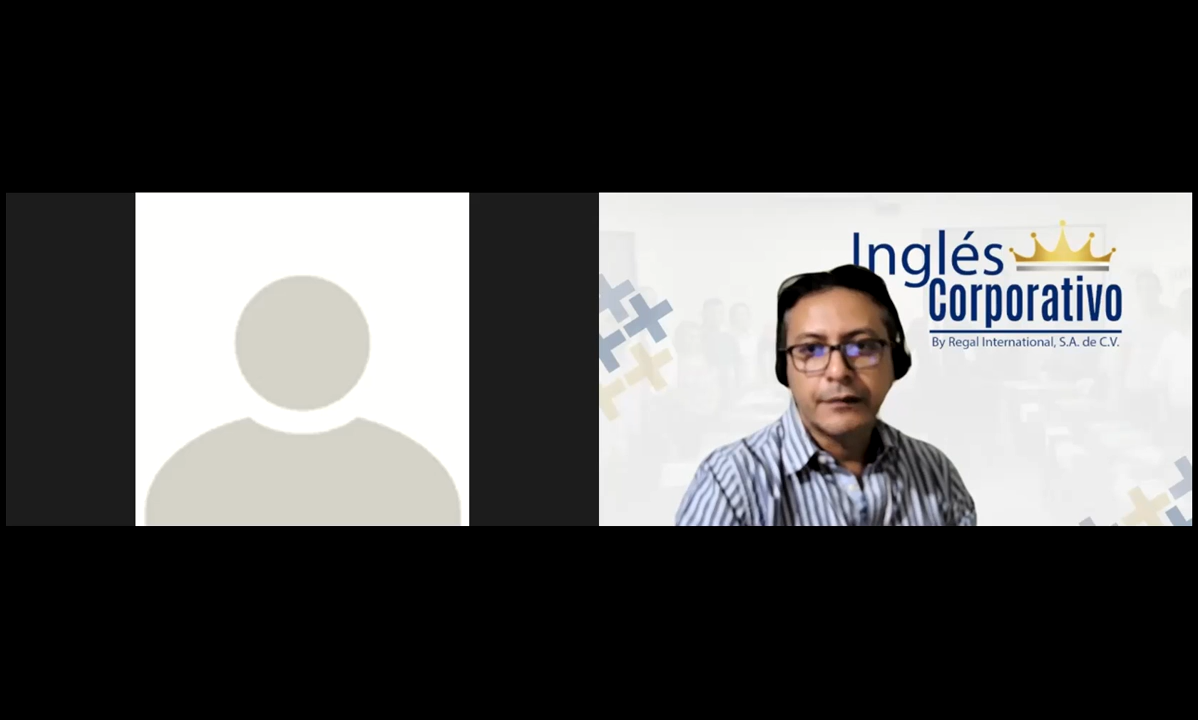 Inglés
Corporativo
By Regal International, S.A. de C.V.